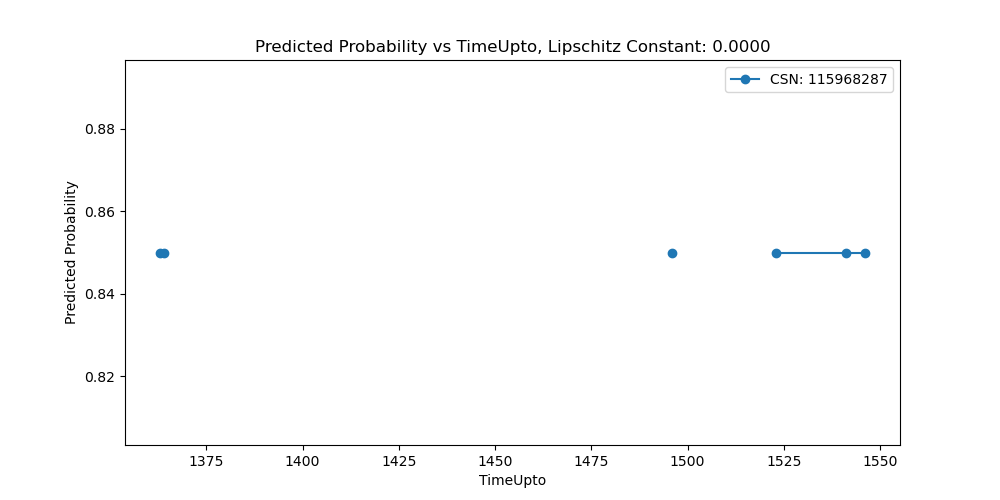 Predicted Probability vs TimeUpto, Lipschitz Constant: 0.0000
CSN: 115968287
Predicted Probability
0.88
0.86
0.84
0.82
1375 1400 1425 1450 1475 1500 1525 1550
TimeUpto